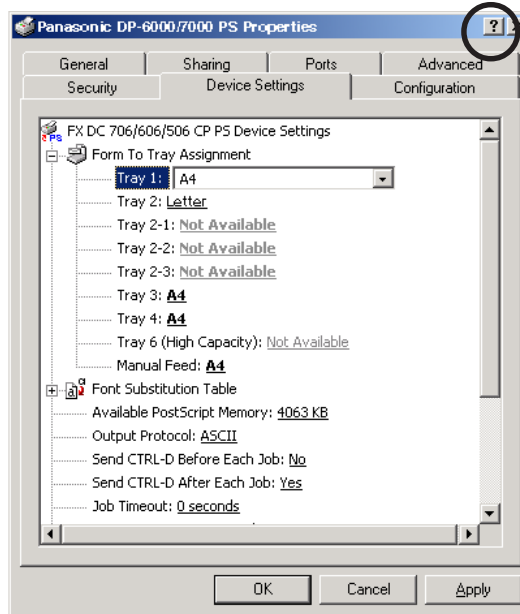 Panasonic DP-6000/7000 PS Properties ?
General Sharing Ports Advanced
Security Device Settings Configuration
FX DC 706/606/506 CP PS Device Settings
Form To Tray Assignment
Tray 1: A4
Tray 2: Letter
Tray 2-1: Not Available
Tray 2-2: Not Available
Tray 2-3: Not Available
Tray 3: A4
Tray 4: A4
Tray 6 (High Capacity): Not Available
Manual Feed: A4
Font Substitution Table
Available PostScript Memory: 4063 KB
Output Protocol: ASCII
Send CTRL-D Before Each Job: No
Send CTRL-D After Each Job: Yes
Job Timeout: 0 seconds
OK Cancel Apply